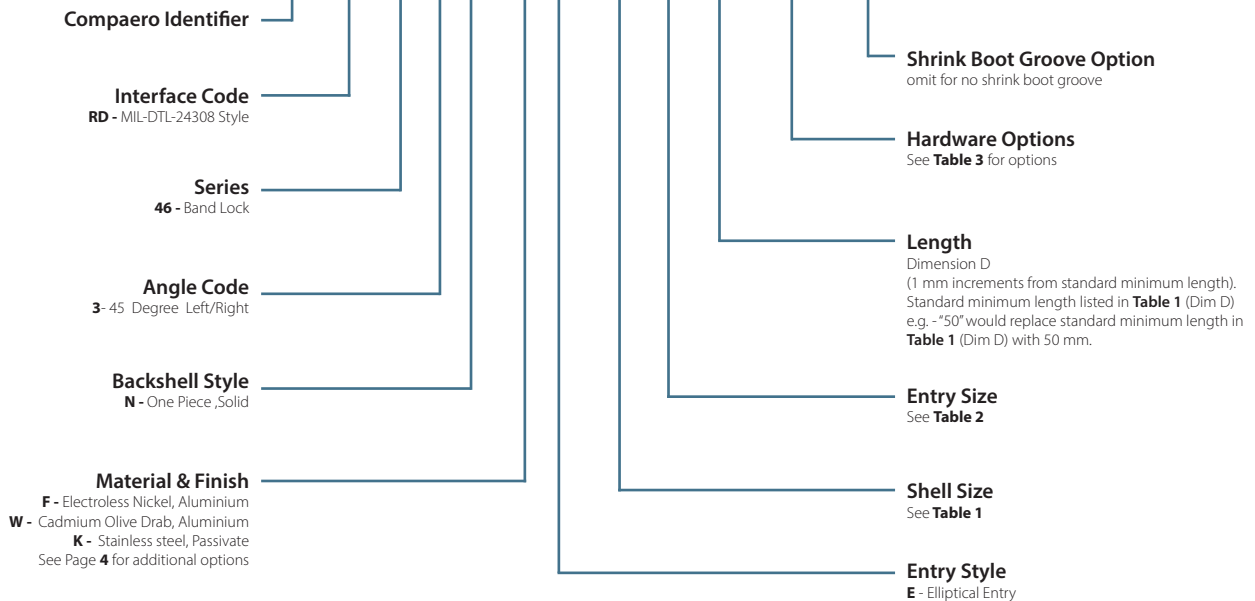 Compaero Identifier
Interface Code
RD - MIL-DTL-24308 Style
Series
46 - Band Lock
Angle Code
3- 45 Degree Left/Right
Backshell Style
N - One Piece ,Solid
Material & Finish
F - Electroless Nickel, Aluminium
W - Cadmium Olive Drab, Aluminium
K - Stainless steel, Passivate
See Page 4 for additional options
Shrink Boot Groove Option
omit for no shrink boot groove
Hardware Options
See Table 3 for options
Length
Dimension D
(1 mm increments from standard minimum length).
Standard minimum length listed in Table 1 (Dim D)
e.g. - “50” would replace standard minimum length in
Table 1 (Dim D) with 50 mm.
Entry Size
See Table 2
Shell Size
See Table 1
Entry Style
E - Elliptical Entry